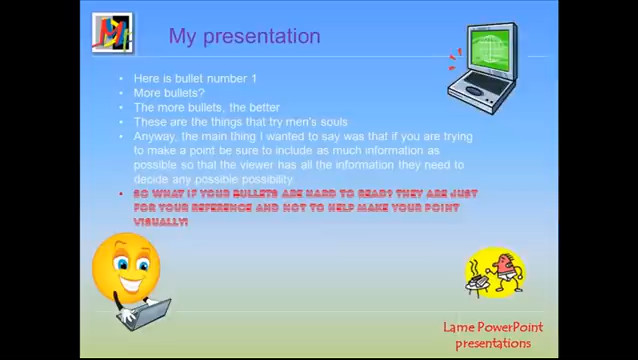 My presentation
Here is bullet number 1
More bullets?
The more bullets, the better
These are the things that try men's souls
Anyway, the main thing I wanted to say was that if you are trying
to make a point be sure to include as much information as
possible so that the viewer has all the information they need to
decide any possible possibility.
SO WHAT IF YOUR BULLETS ARE HARD TO READ? THEY ARE JUST
FOR YOUR REFERENCE AND NOT TO HELP MAKE YOUR POINT
VISUALLY!
Lame PowerPoint
presentations